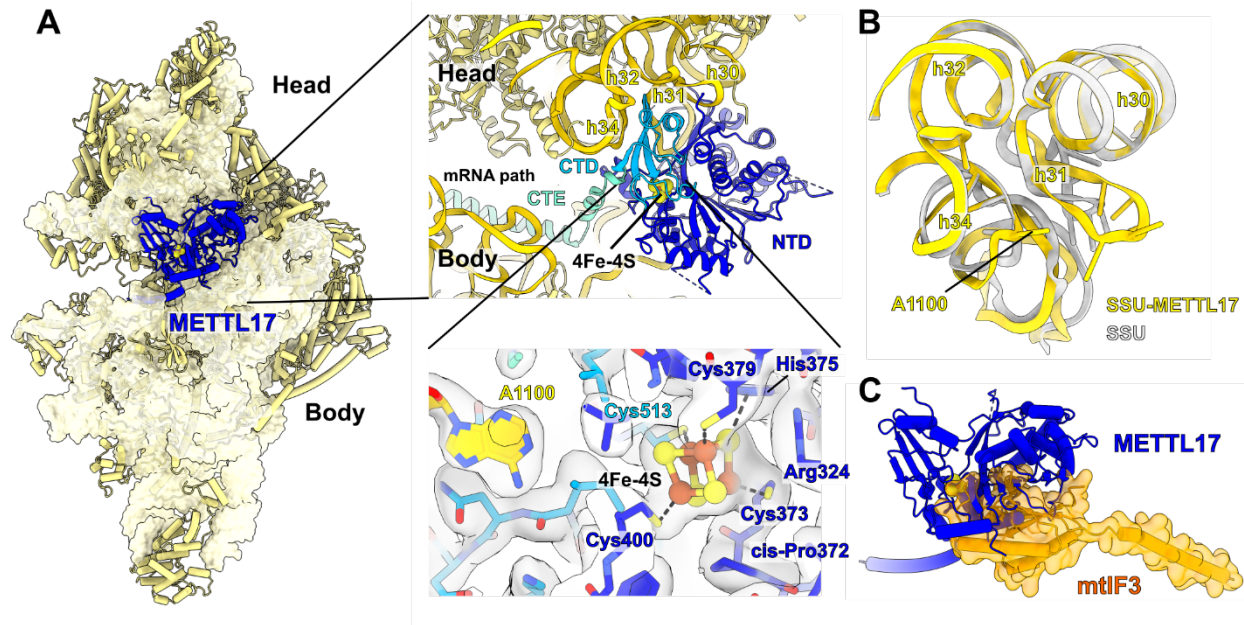 A
Head
METTL17
Body
Head
h32
h30
h31
h34
CTD
mRNA path
CTE
Body
4Fe-4S
NTD
Cys379
His375
A1100
Cys513
4Fe-4S
Arg324
Cys373
Cys400
cis-Pro372
B
h32
h30
h31
h34
A1100
SSU-METTL17
SSU
C
METTL17
mtIF3